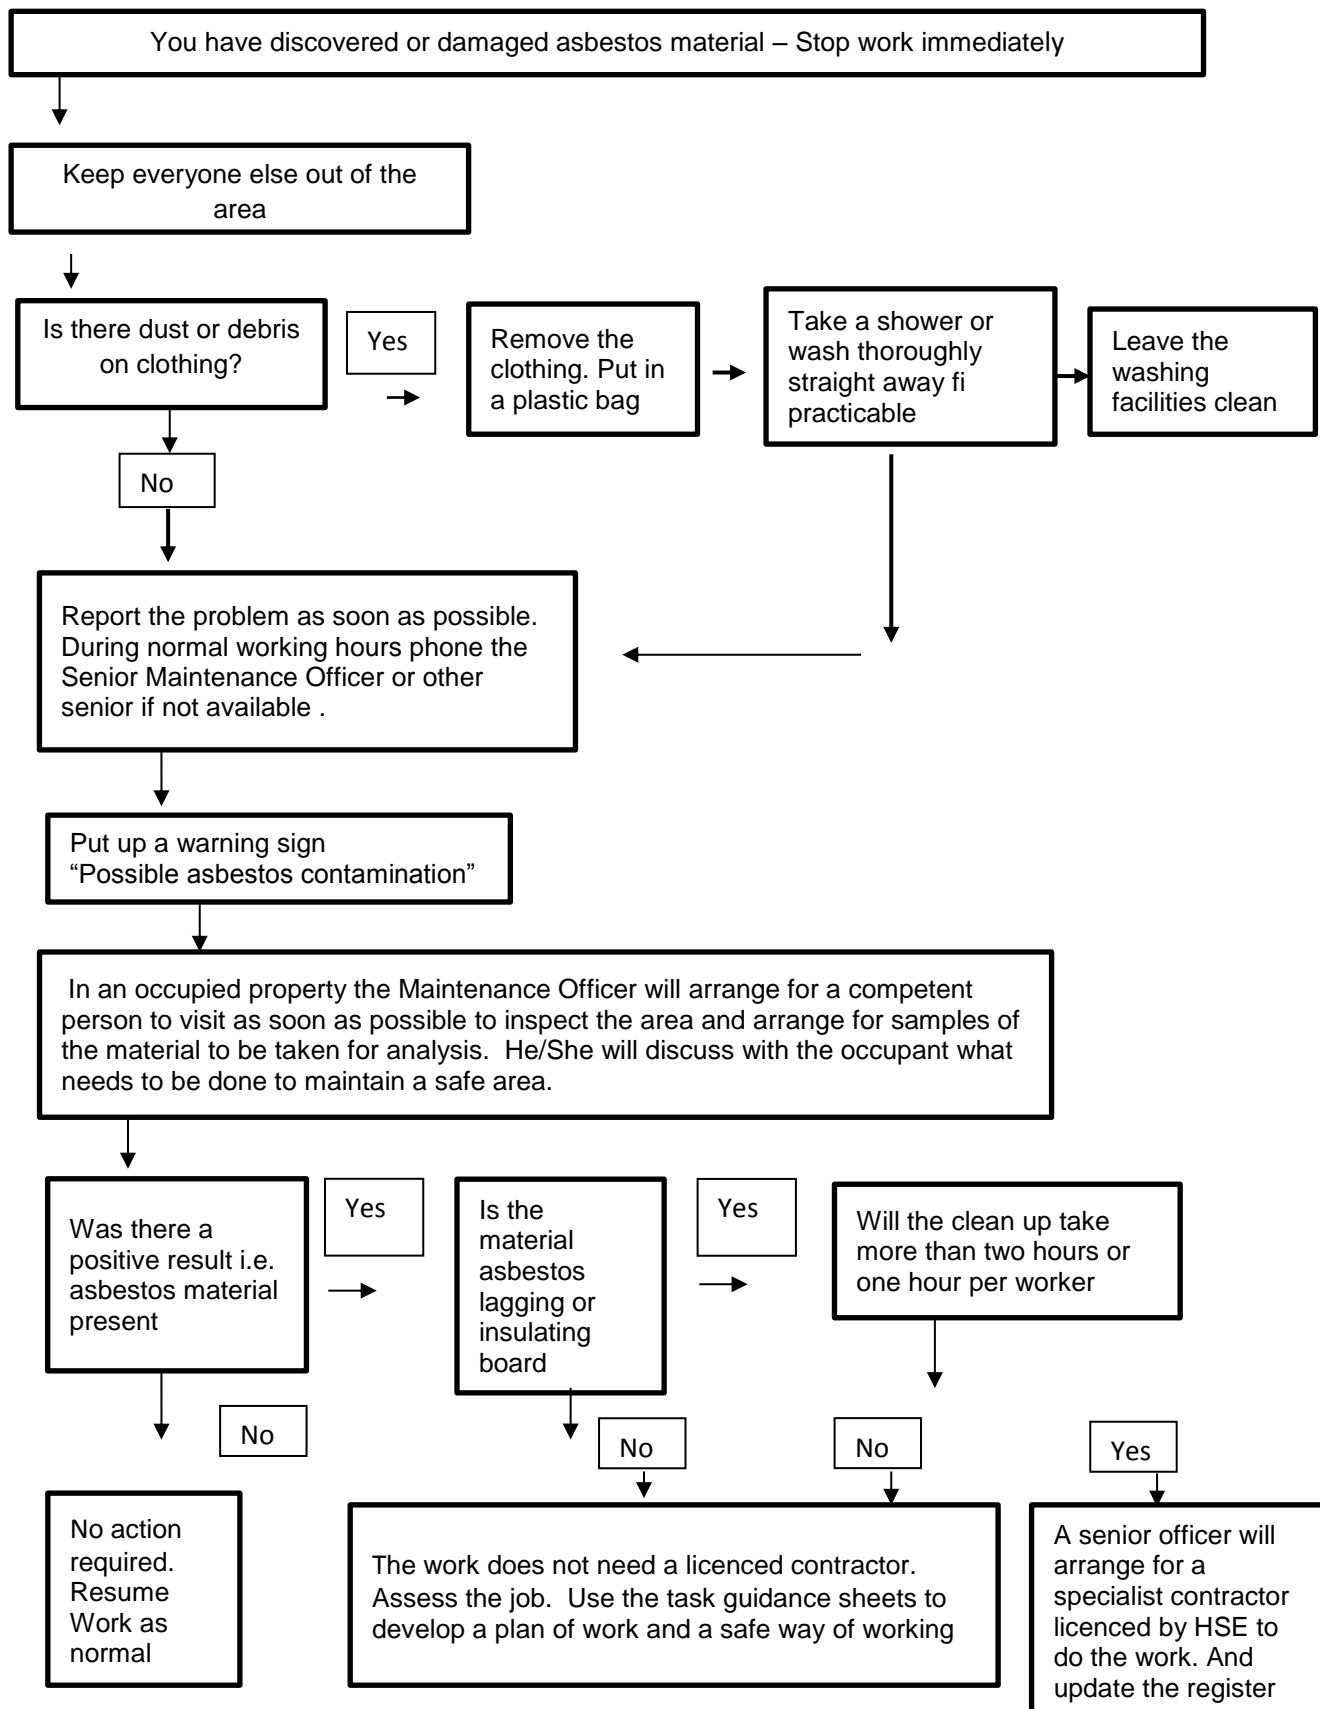 You have discovered or damaged asbestos material – Stop work immediately
Keep everyone else out of the
area
Is there dust or debris
on clothing?
Yes
Remove the
clothing. Put in
a plastic bag
Take a shower or
wash thoroughly
straight away fi
practicable
Leave the
washing
facilities clean
No
Report the problem as soon as possible.
During normal working hours phone the
Senior Maintenance Officer or other
senior if not available .
Put up a warning sign
“Possible asbestos contamination”
In an occupied property the Maintenance Officer will arrange for a competent
person to visit as soon as possible to inspect the area and arrange for samples of
the material to be taken for analysis.  He/She will discuss with the occupant what
needs to be done to maintain a safe area.
Was there a
positive result i.e.
asbestos material
present
Yes
Is the
material
asbestos
lagging or
insulating
board
Yes
Will the clean up take
more than two hours or
one hour per worker
No
No
No
Yes
No action
required.
Resume
Work as
normal
The work does not need a licenced contractor.
Assess the job.  Use the task guidance sheets to
develop a plan of work and a safe way of working
A senior officer will
arrange for a
specialist contractor
licenced by HSE to
do the work. And
update the register